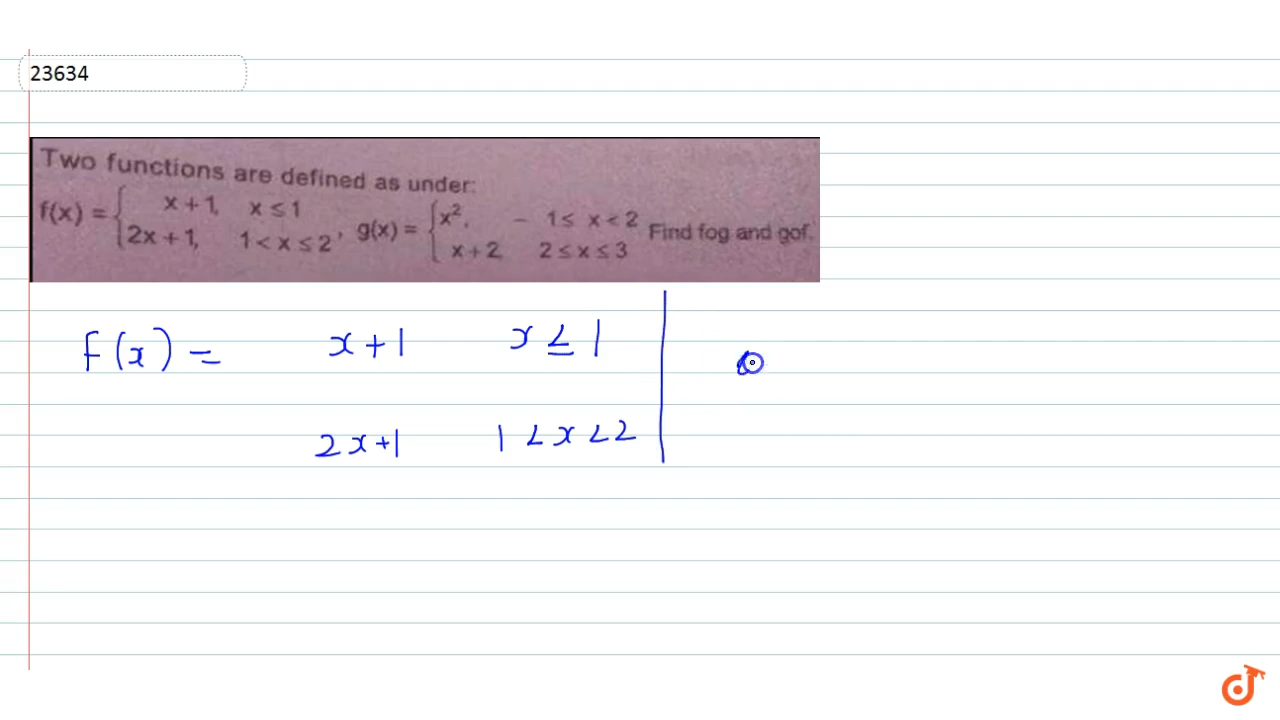 23634
Two functions are defined as under:
f(x) = { x + 1, x ≤ 1
2x + 1, 1 < x ≤ 2 , g(x) = { x², - 1 ≤ x < 2
x + 2 2 ≤ x ≤ 3 Find fog and gof.
f(x) = x + 1 x ≤ 1
2x+1 1 < x < 2